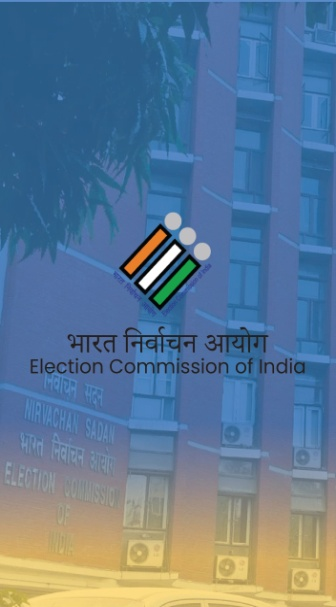 भारत निर्वाचन आयोग
Election Commission of India
निर्वाचन सदन
NIRVACHAN SADAN
भारत निर्वाचन आयोग
ELECTION COMMISSION
OF
INDIA